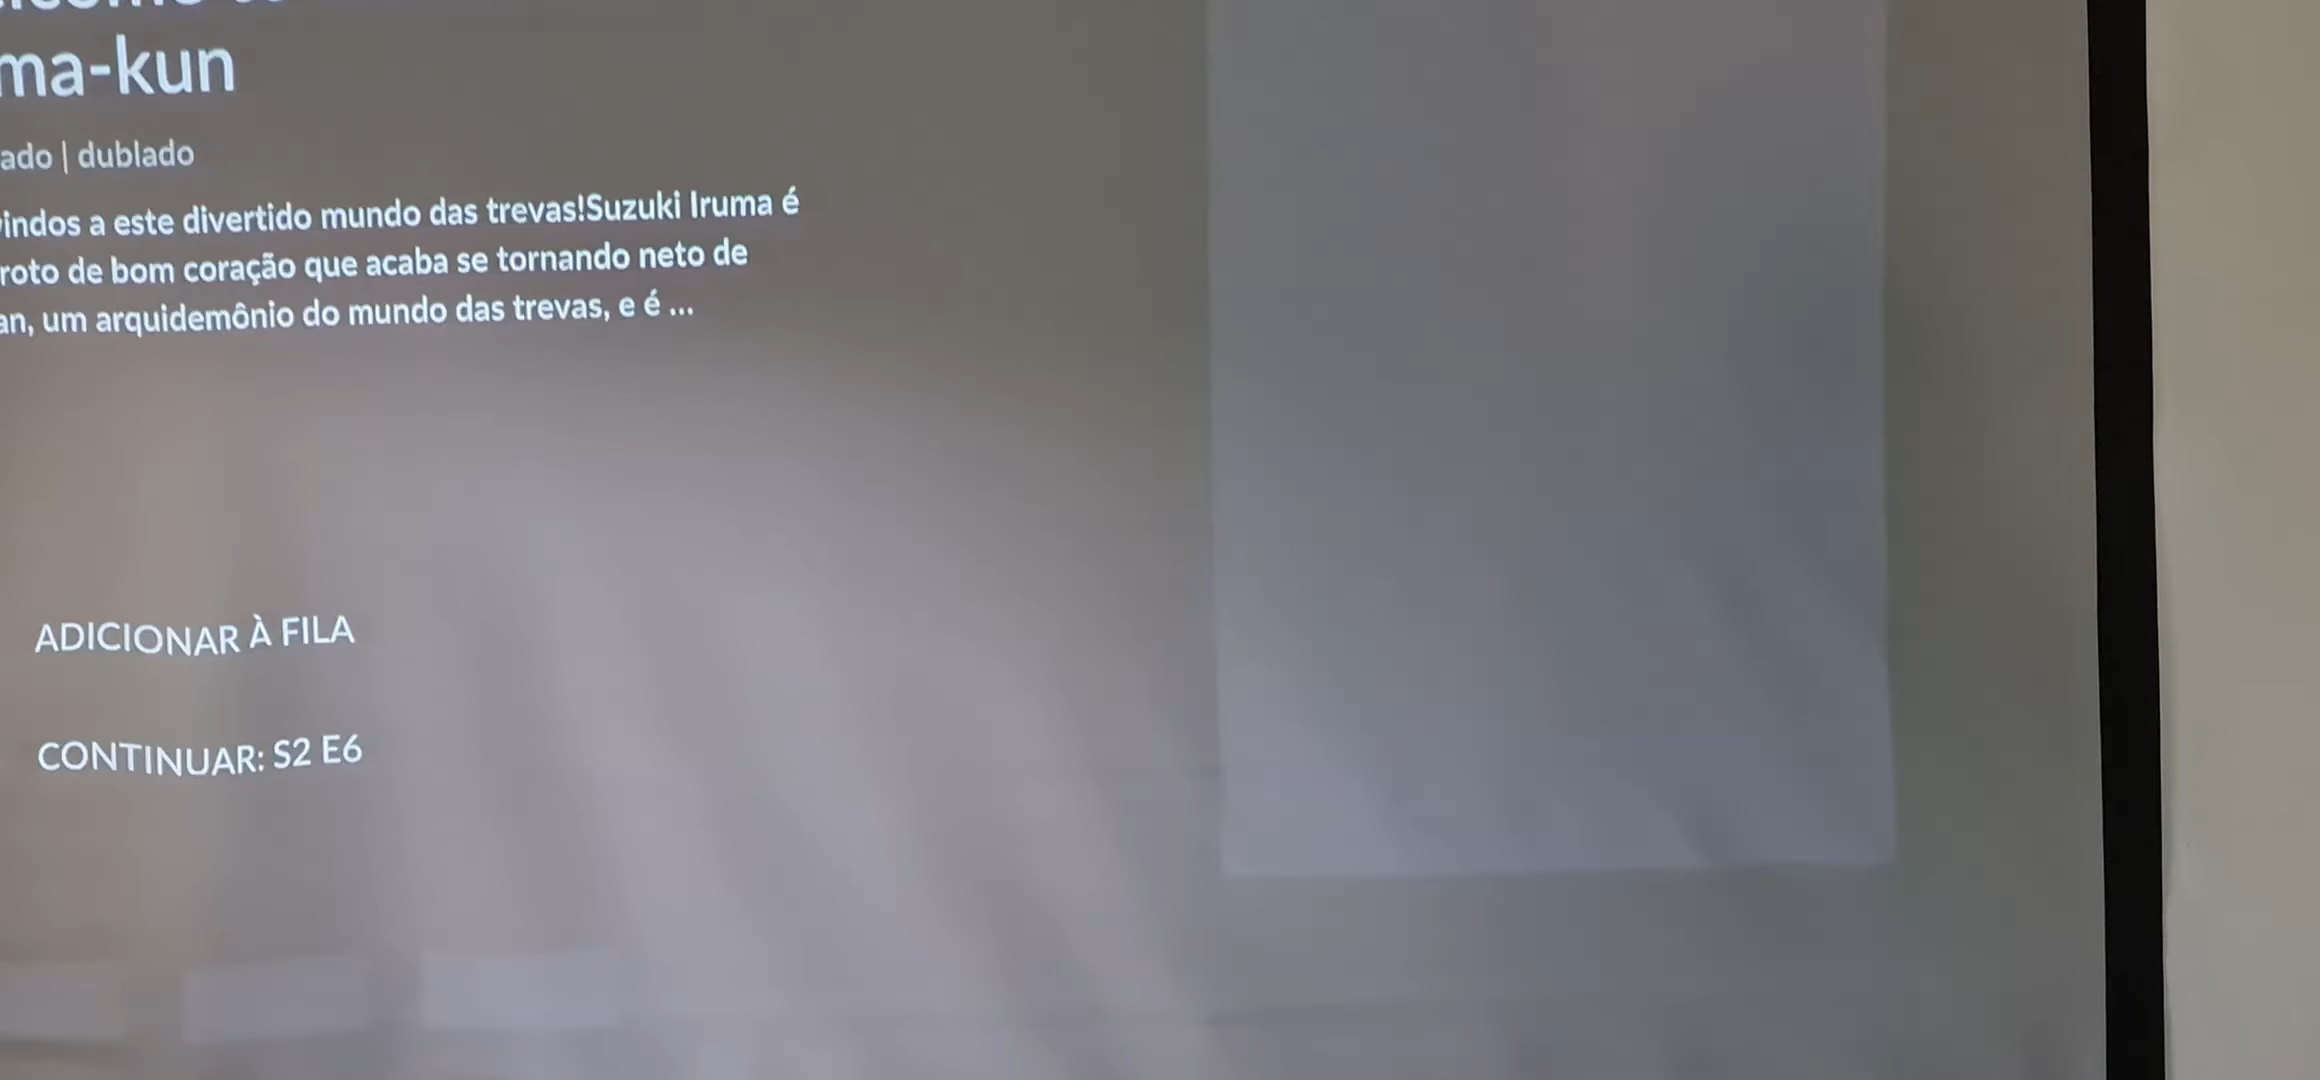 ma-kun
ado | dublado
vindos a este divertido mundo das trevas!Suzuki Iruma é
roto de bom coração que acaba se tornando neto de
an, um arquidemônio do mundo das trevas, e é ...
ADICIONAR À FILA
CONTINUAR: S2 E6